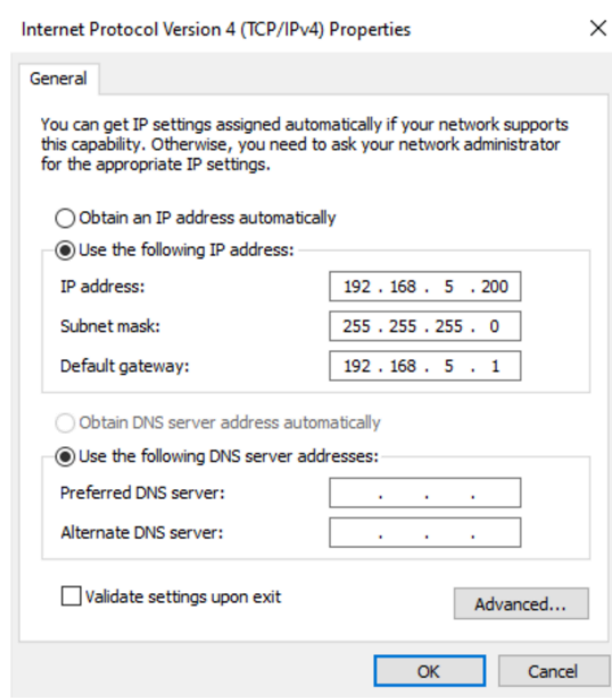 Internet Protocol Version 4 (TCP/IPv4) Properties
General
You can get IP settings assigned automatically if your network supports
this capability. Otherwise, you need to ask your network administrator
for the appropriate IP settings.
Obtain an IP address automatically
Use the following IP address:
IP address: 192 . 168 . 5 . 200
Subnet mask: 255 . 255 . 255 . 0
Default gateway: 192 . 168 . 5 . 1
Obtain DNS server address automatically
Use the following DNS server addresses:
Preferred DNS server: . . .
Alternate DNS server: . . .
Validate settings upon exit
Advanced...
OK Cancel